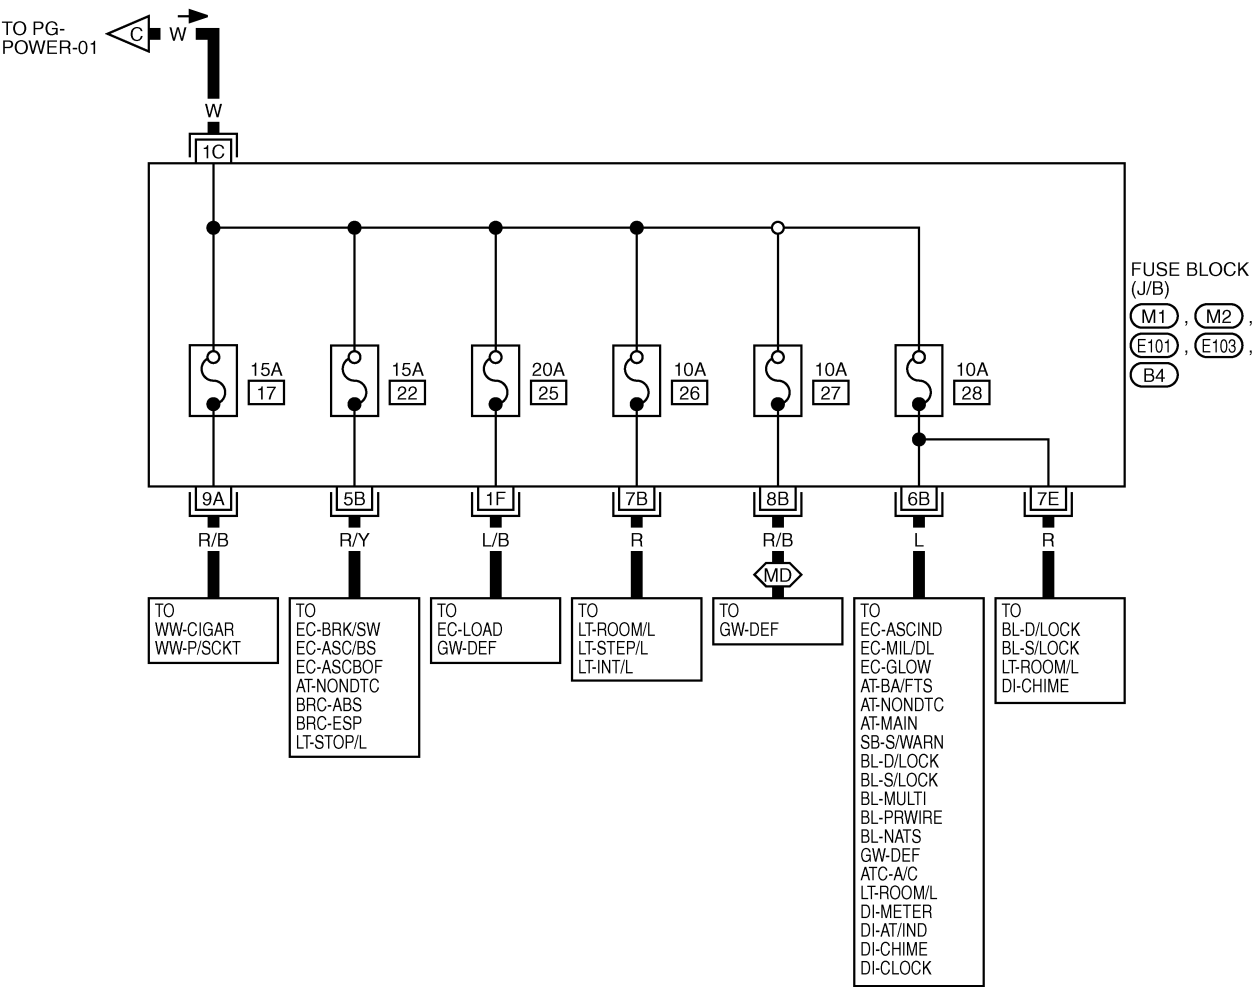 TO PG-
POWER-01
C
W
W
1C
FUSE BLOCK
(J/B)
M1 , M2 ,
E101 , E103 ,
B4
15A
17
15A
22
20A
25
10A
26
10A
27
10A
28
9A
5B
1F
7B
8B
6B
7E
R/B
R/Y
L/B
R
R/B
L
R
MD
TO
WW-CIGAR
WW-P/SCKT
TO
EC-BRK/SW
EC-ASC/BS
EC-ASCBOF
AT-NONDTC
BRC-ABS
BRC-ESP
LT-STOP/L
TO
EC-LOAD
GW-DEF
TO
LT-ROOM/L
LT-STEP/L
LT-INT/L
TO
GW-DEF
TO
EC-ASCIND
EC-MIL/DL
EC-GLOW
AT-BA/FTS
AT-NONDTC
AT-MAIN
SB-S/WARN
BL-D/LOCK
BL-S/LOCK
BL-MULTI
BL-PRWIRE
BL-NATS
GW-DEF
ATC-A/C
LT-ROOM/L
DI-METER
DI-AT/IND
DI-CHIME
DI-CLOCK
TO
BL-D/LOCK
BL-S/LOCK
LT-ROOM/L
DI-CHIME